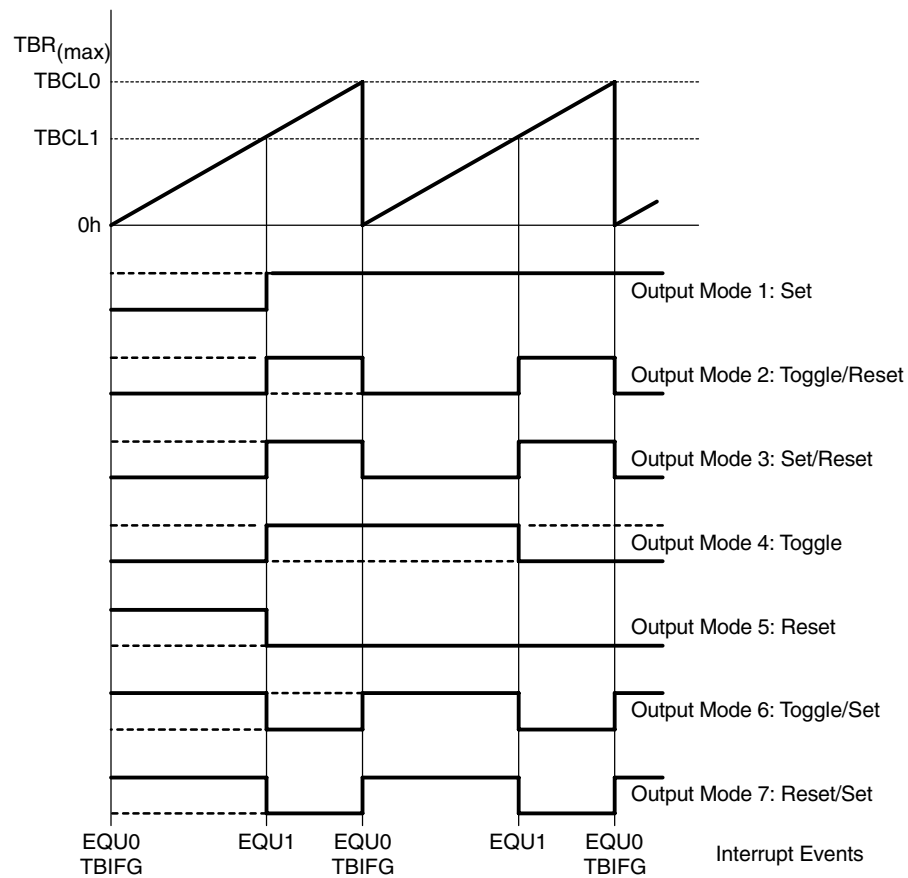 TBR(max)
TBCL0
TBCL1
0h
Output Mode 1: Set
Output Mode 2: Toggle/Reset
Output Mode 3: Set/Reset
Output Mode 4: Toggle
Output Mode 5: Reset
Output Mode 6: Toggle/Set
Output Mode 7: Reset/Set
EQU0 EQU1 EQU0 EQU1 EQU0
TBIFG TBIFG TBIFG
Interrupt Events